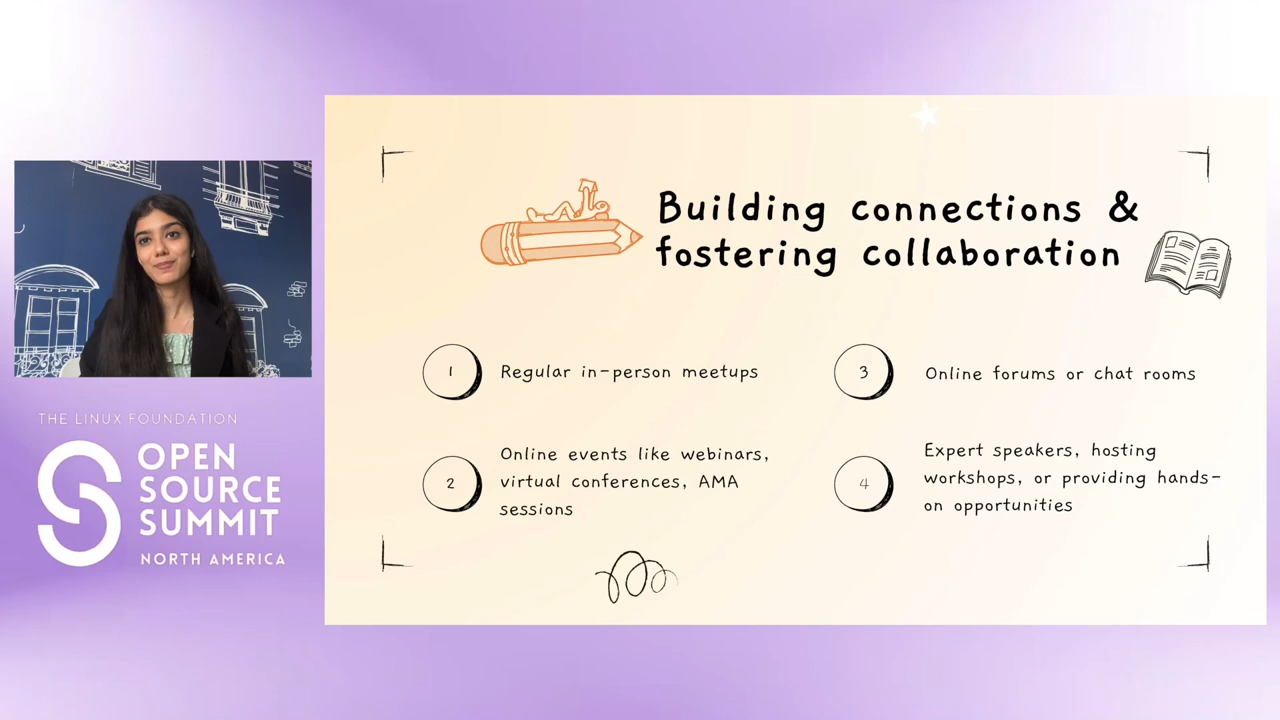 Building connections &
fostering collaboration
1
Regular in-person meetups
2
Online events like webinars,
virtual conferences, AMA
sessions
3
Online forums or chat rooms
4
Expert speakers, hosting
workshops, or providing hands-
on opportunities
THE LINUX FOUNDATION
OPEN
SOURCE
SUMMIT
NORTH AMERICA